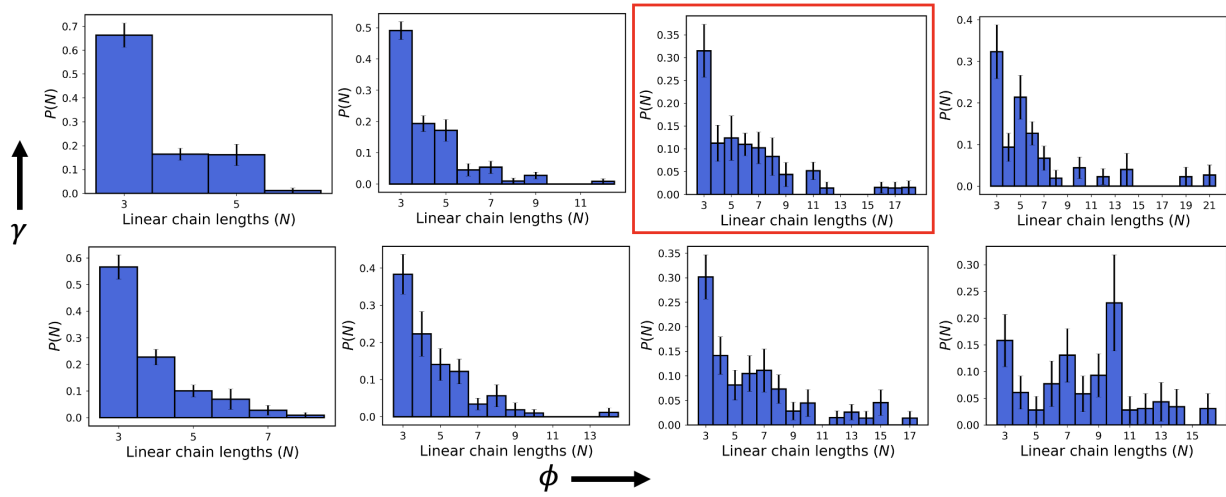 0.7
0.6
0.5
0.4
0.3
0.2
0.1
0.0
P(N)
3 5
Linear chain lengths (N)
0.5
0.4
0.3
0.2
0.1
0.0
P(N)
3 5 7 9 11
Linear chain lengths (N)
0.35
0.30
0.25
0.20
0.15
0.10
0.05
0.00
P(N)
3 5 7 9 11 13 15 17
Linear chain lengths (N)
0.4
0.3
0.2
0.1
0.0
P(N)
3 5 7 9 11 13 15 17 19 21
Linear chain lengths (N)
γ
0.6
0.5
0.4
0.3
0.2
0.1
0.0
P(N)
3 5 7
Linear chain lengths (N)
0.4
0.3
0.2
0.1
0.0
P(N)
3 5 7 9 11 13
Linear chain lengths (N)
0.35
0.30
0.25
0.20
0.15
0.10
0.05
0.00
P(N)
3 5 7 9 11 13 15 17
Linear chain lengths (N)
0.30
0.25
0.20
0.15
0.10
0.05
0.00
P(N)
3 5 7 9 11 13 15
Linear chain lengths (N)
ϕ